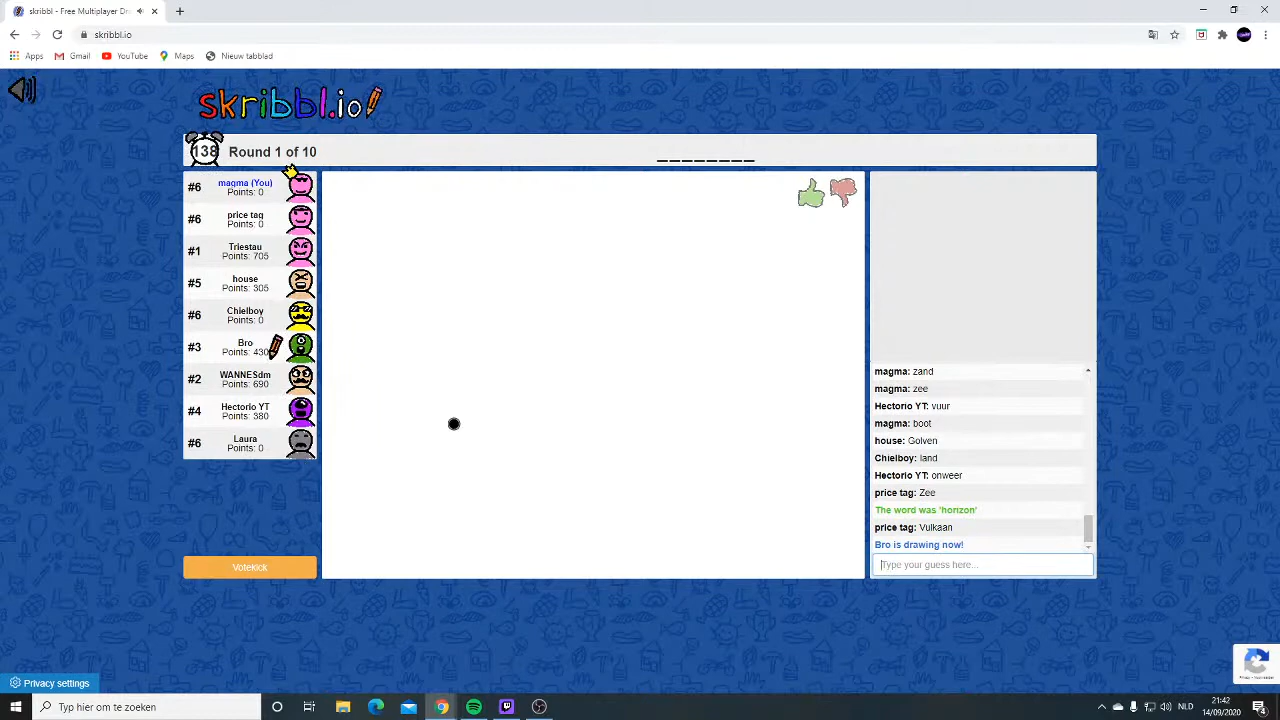 skribbl - Free Multiplayer Dr
skribbl.io
Apps Gmail YouTube Maps Nieuw tabblad
skribbl.io
138 Round 1 of 10 ________
#6 magma (You)
Points: 0
#6 price tag
Points: 0
#1 Triestau
Points: 705
#5 house
Points: 305
#6 Chielboy
Points: 0
#3 Bro
Points: 430
#2 WANNESdm
Points: 690
#4 Hectorio YT
Points: 380
#6 Laura
Points: 0
Votekick
magma: zand
magma: zee
Hectorio YT: vuur
magma: boot
house: Golven
Chielboy: land
Hectorio YT: onweer
price tag: Zee
The word was 'horizon'
price tag: Vulkaan
Bro is drawing now!
Type your guess here...
Privacy settings
Typ hier om te zoeken
NLD
21:42
14/09/2020